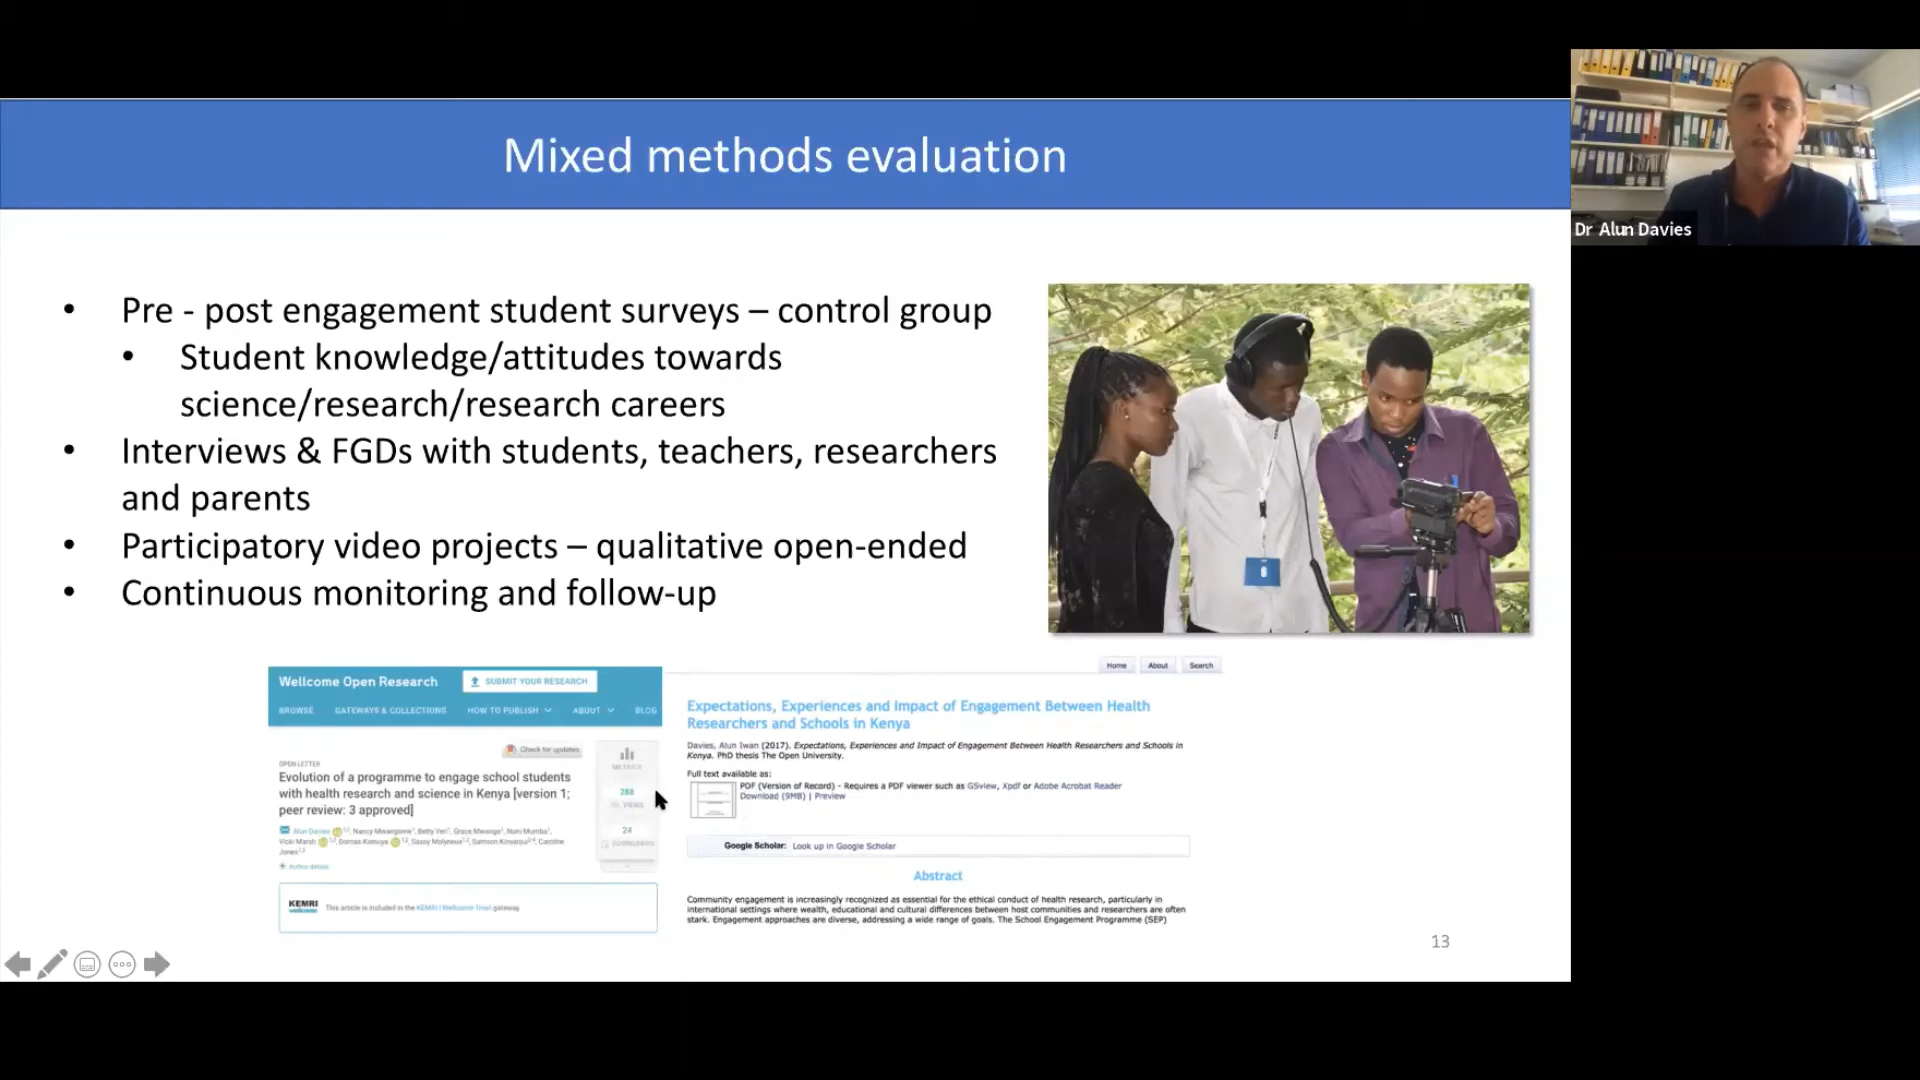 Mixed methods evaluation
Dr Alun Davies
• Pre - post engagement student surveys – control group
• Student knowledge/attitudes towards
science/research/research careers
• Interviews & FGDs with students, teachers, researchers
and parents
• Participatory video projects – qualitative open-ended
• Continuous monitoring and follow-up
Wellcome Open Research
SUBMIT YOUR RESEARCH
BROWSE GATEWAYS & COLLECTIONS HOW TO PUBLISH ABOUT BLOG
Check for updates
METRICS
288
VIEWS
24
DOWNLOADS
OPEN LETTER
Evolution of a programme to engage school students
with health research and science in Kenya [version 1;
peer review: 3 approved]
Alun Davies, Nancy Mwangome, Betty Yeri, Grace Mwango, Noni Mumba,
Vicki Marsh, Dorcas Kamuya, Sassy Molyneux, Samson Kinyanjui, Caroline
Jones
Author details
KEMRI
wellcome
This article is included in the KEMRI | Wellcome Trust gateway.
Home About Search
Expectations, Experiences and Impact of Engagement Between Health
Researchers and Schools in Kenya
Davies, Alun Iwan (2017). Expectations, Experiences and Impact of Engagement Between Health Researchers and Schools in
Kenya. PhD thesis The Open University.
Full text available as:
PDF (Version of Record) - Requires a PDF viewer such as GSview, Xpdf or Adobe Acrobat Reader
Download (9MB) | Preview
Google Scholar: Look up in Google Scholar
Abstract
Community engagement is increasingly recognized as essential for the ethical conduct of health research, particularly in
international settings where wealth, educational and cultural differences between host communities and researchers are often
stark. Engagement approaches are diverse, addressing a wide range of goals. The School Engagement Programme (SEP)
13